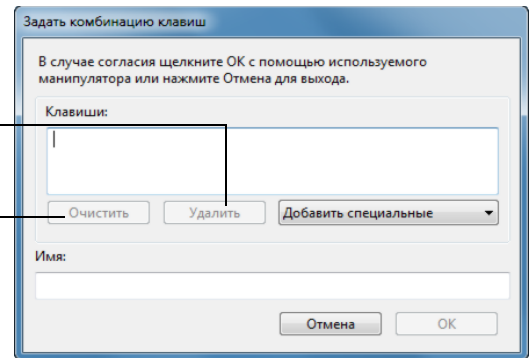 Задать комбинацию клавиш
В случае согласия щелкните ОК с помощью используемого
манипулятора или нажмите Отмена для выхода.
Клавиши:
Очистить Удалить Добавить специальные
Имя:
Отмена ОК